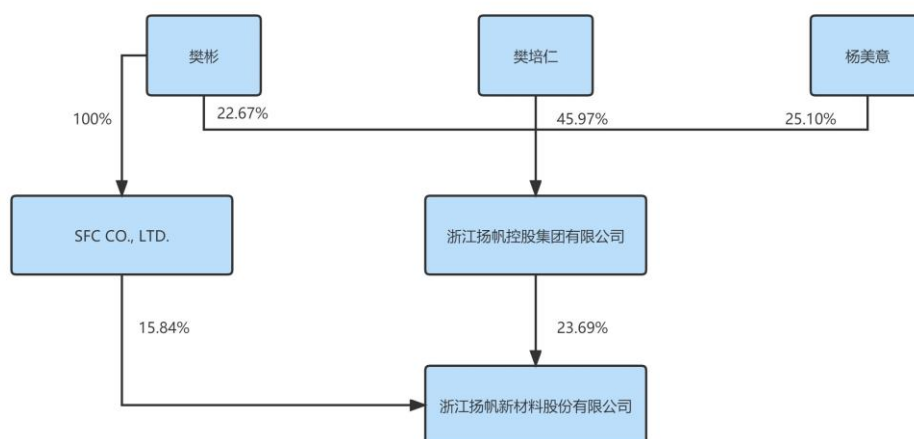 樊彬
樊培仁
杨美意
100%
22.67%
45.97%
25.10%
SFC CO., LTD.
浙江扬帆控股集团有限公司
15.84%
23.69%
浙江扬帆新材料股份有限公司